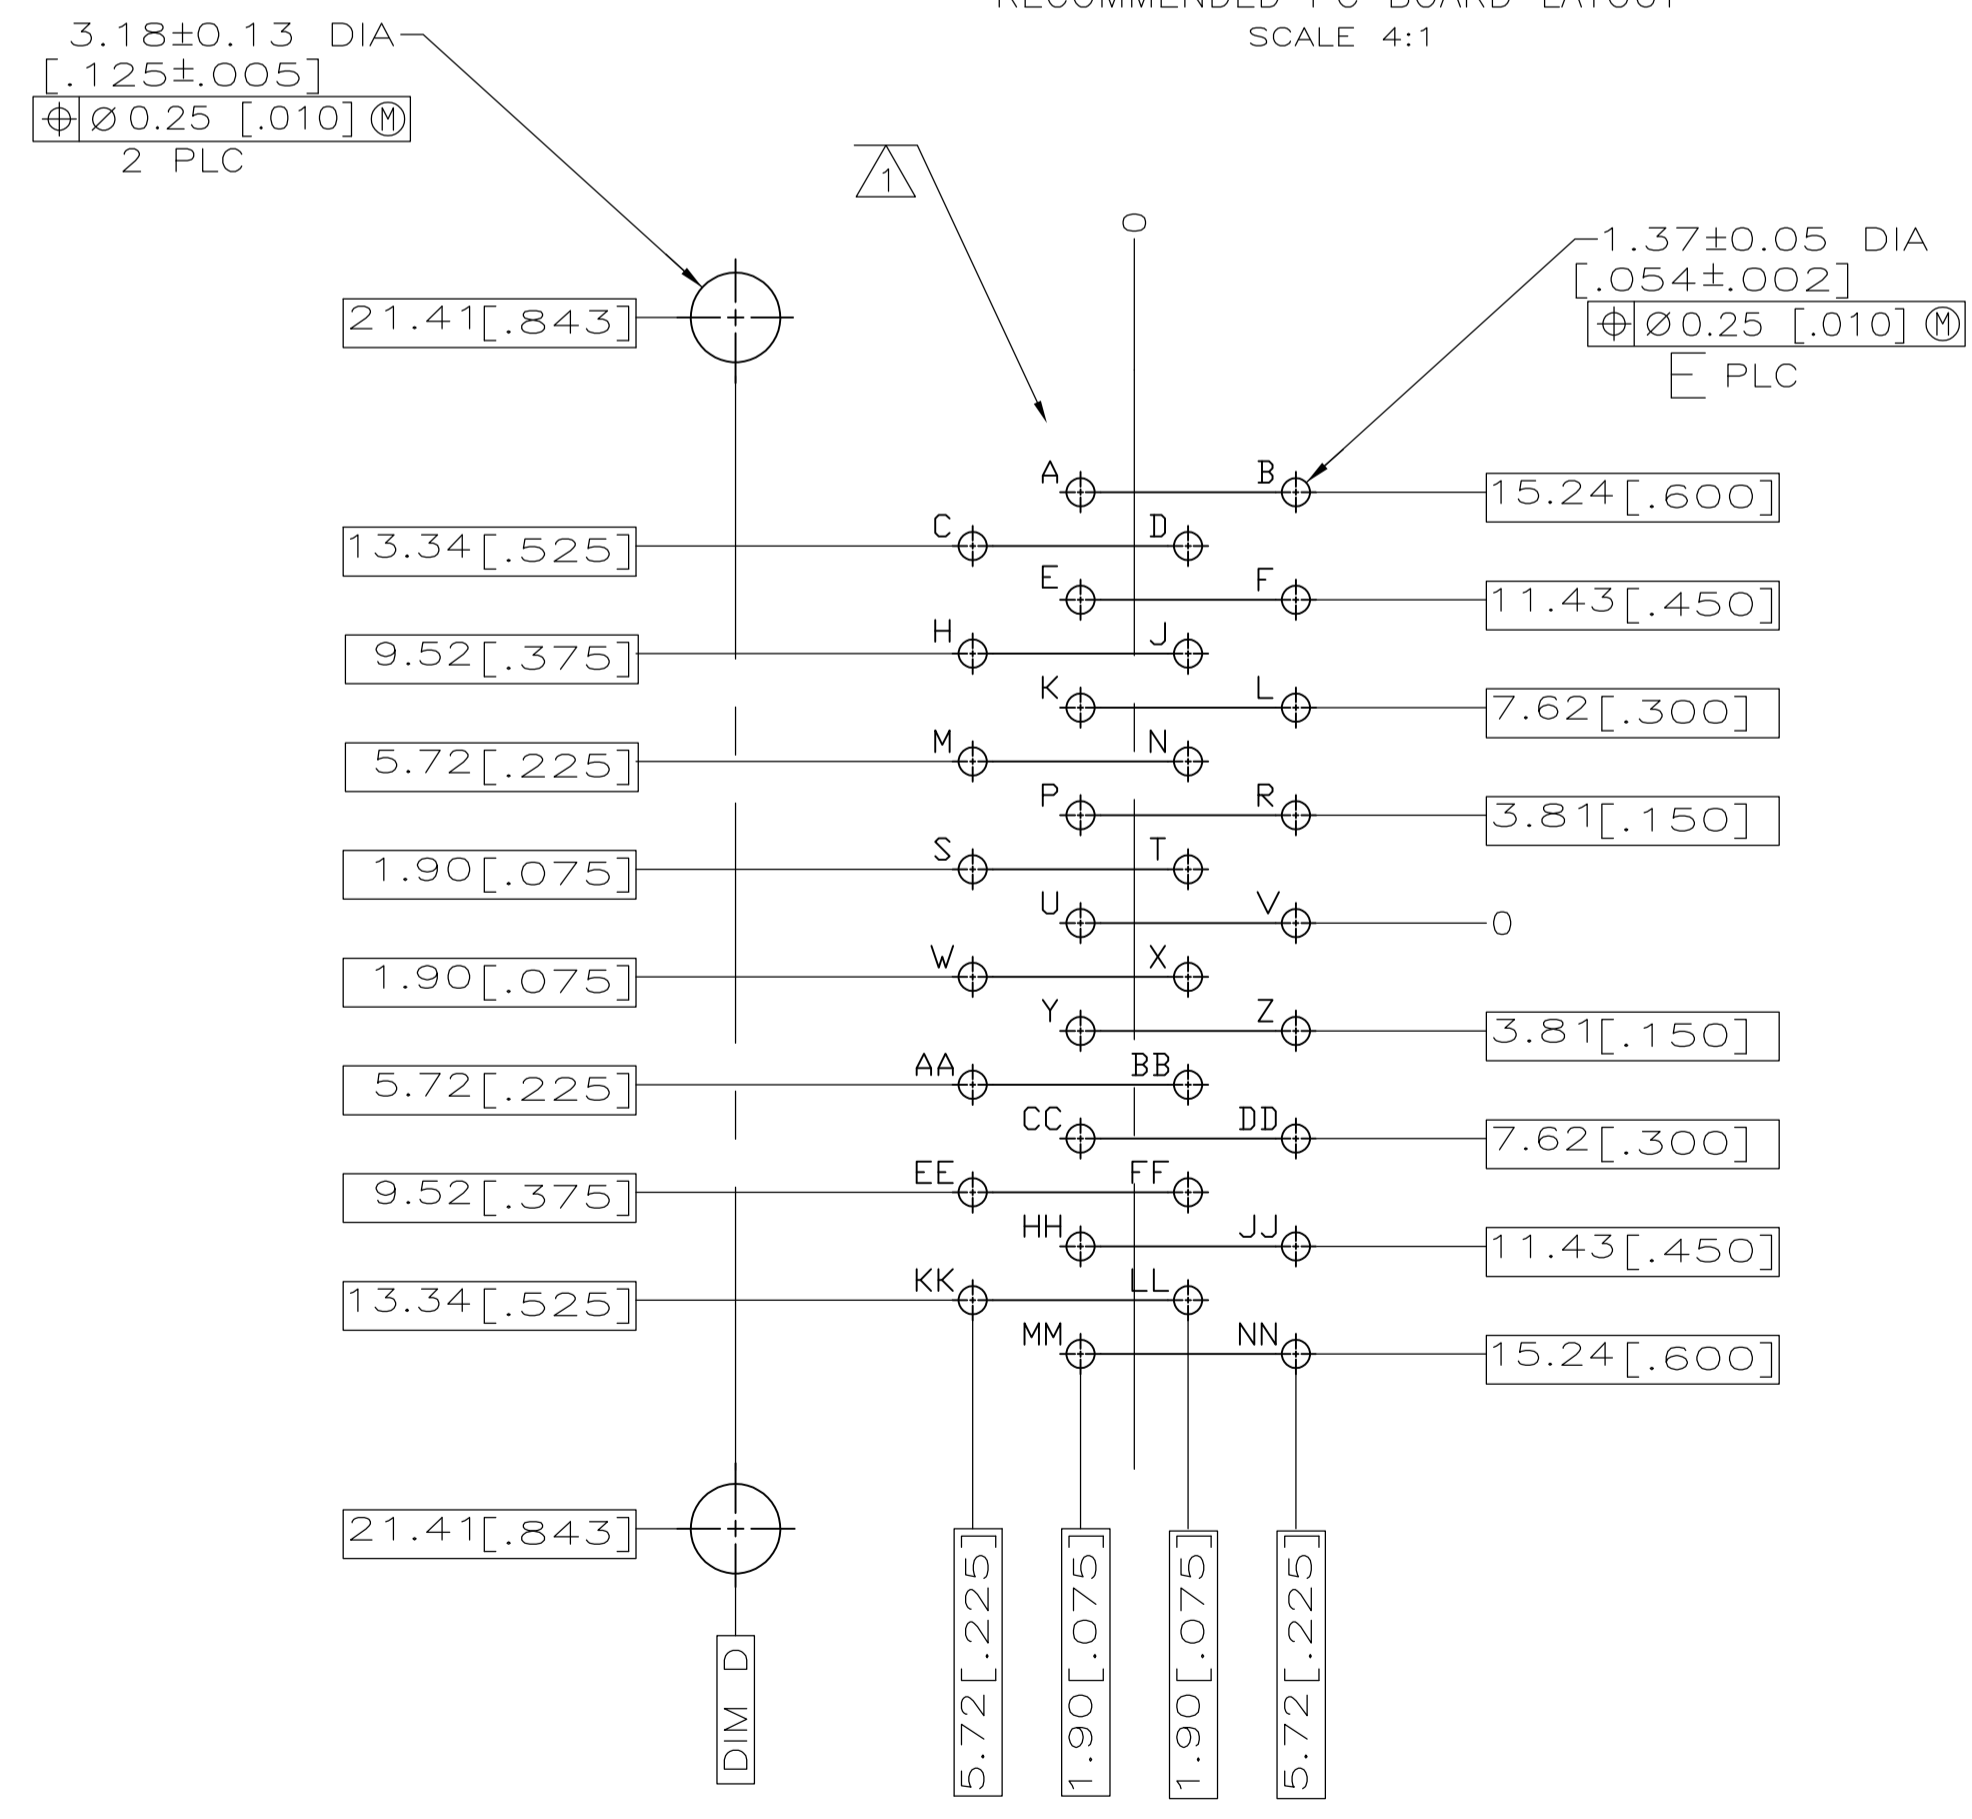 RECOMMENDED PC BOARD LAYOUT
SCALE 4:1
3.18±0.13 DIA
[.125±.005]
⌖ Ø0.25 [.010] Ⓜ
2 PLC
1
0
1.37±0.05 DIA
[.054±.002]
⌖ Ø0.25 [.010] Ⓜ
E PLC
21.41[.843]
A B 15.24[.600]
13.34[.525] C D
E F 11.43[.450]
9.52[.375] H J
K L 7.62[.300]
5.72[.225] M N
P R 3.81[.150]
1.90[.075] S T
U V 0
1.90[.075] W X
Y Z 3.81[.150]
5.72[.225] AA BB
CC DD 7.62[.300]
9.52[.375] EE FF
HH JJ 11.43[.450]
13.34[.525] KK LL
MM NN 15.24[.600]
21.41[.843]
DIM D
5.72[.225]
1.90[.075]
1.90[.075]
5.72[.225]